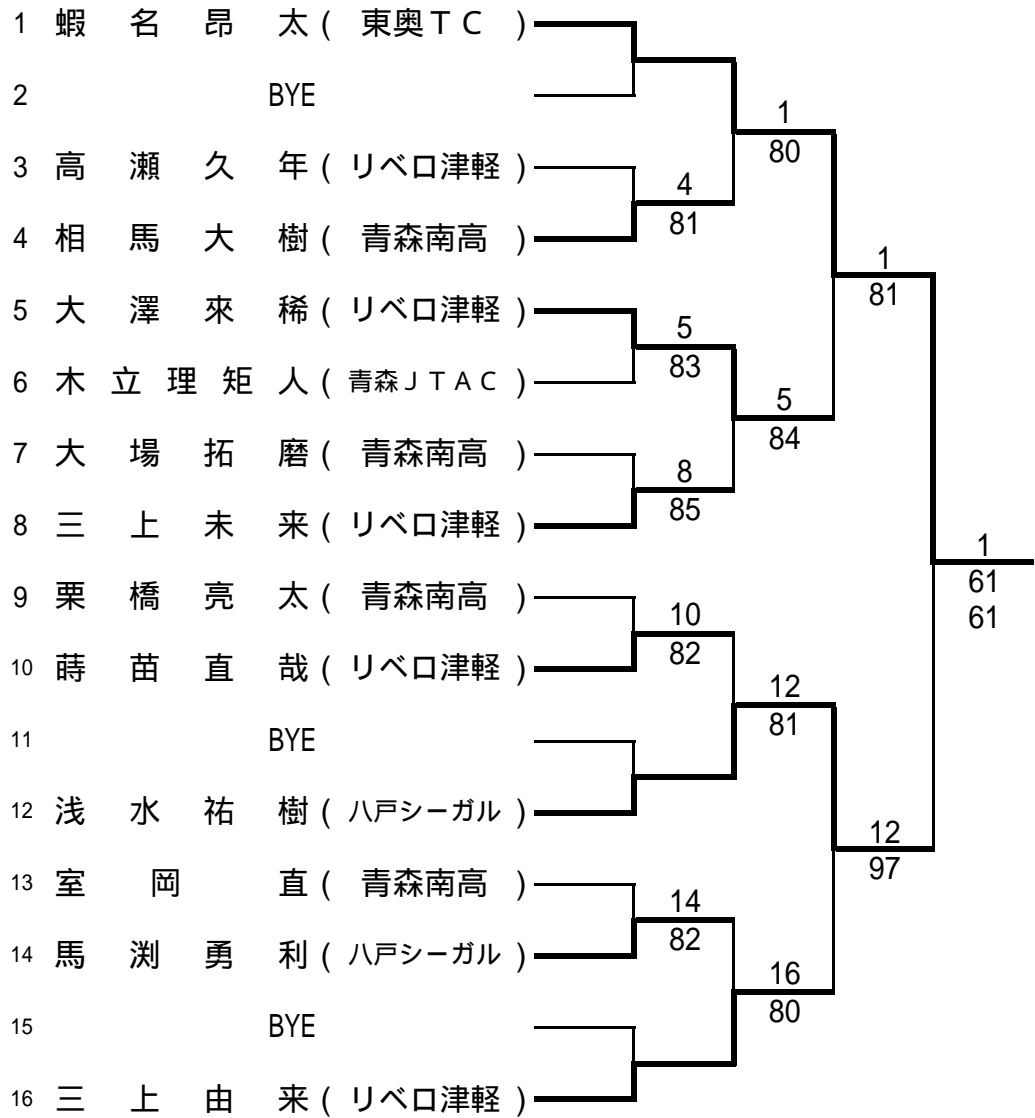 1 蝦名昂太 ( 東奥TC )
2 BYE
3 高瀬久年 ( リベロ津軽 )
4 相馬大樹 ( 青森南高 )
5 大澤來稀 ( リベロ津軽 )
6 木立理矩人 ( 青森JTAC )
7 大場拓磨 ( 青森南高 )
8 三上未来 ( リベロ津軽 )
9 栗橋亮太 ( 青森南高 )
10 蒔苗直哉 ( リベロ津軽 )
11 BYE
12 浅水祐樹 ( 八戸シーガル )
13 室岡直 ( 青森南高 )
14 馬渕勇利 ( 八戸シーガル )
15 BYE
16 三上由来 ( リベロ津軽 )
4
81
5
83
8
85
10
82
14
82
1
80
5
84
12
81
16
80
1
81
12
97
1
61
61